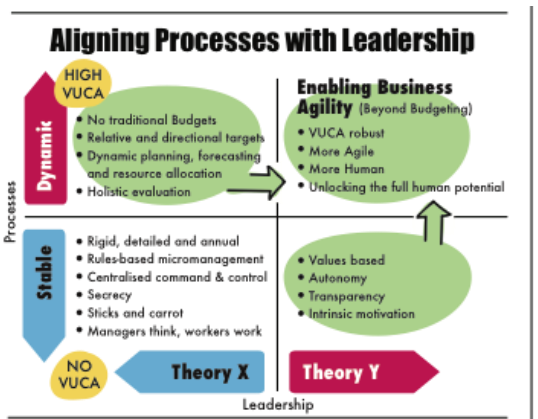 Aligning Processes with Leadership
HIGH
VUCA
Dynamic
• No traditional Budgets
• Relative and directional targets
• Dynamic planning, forecasting
and resource allocation
• Holistic evaluation
Enabling Business
Agility (Beyond Budgeting)
• VUCA robust
• More Agile
• More Human
• Unlocking the full human potential
Processes
Stable
• Rigid, detailed and annual
• Rules-based micromanagement
• Centralised command & control
• Secrecy
• Sticks and carrot
• Managers think, workers work
• Values based
• Autonomy
• Transparency
• Intrinsic motivation
NO
VUCA
Theory X
Theory Y
Leadership